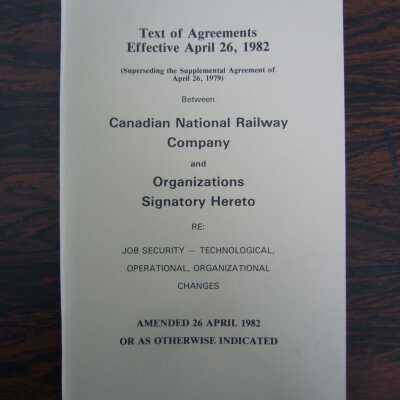 Text of Agreements
Effective April 26, 1982
(Superseding the Supplemental Agreement of
April 26, 1979)
Between
Canadian National Railway
Company
and
Organizations
Signatory Hereto
RE:
JOB SECURITY — TECHNOLOGICAL,
OPERATIONAL, ORGANIZATIONAL
CHANGES
AMENDED 26 APRIL 1982
OR AS OTHERWISE INDICATED